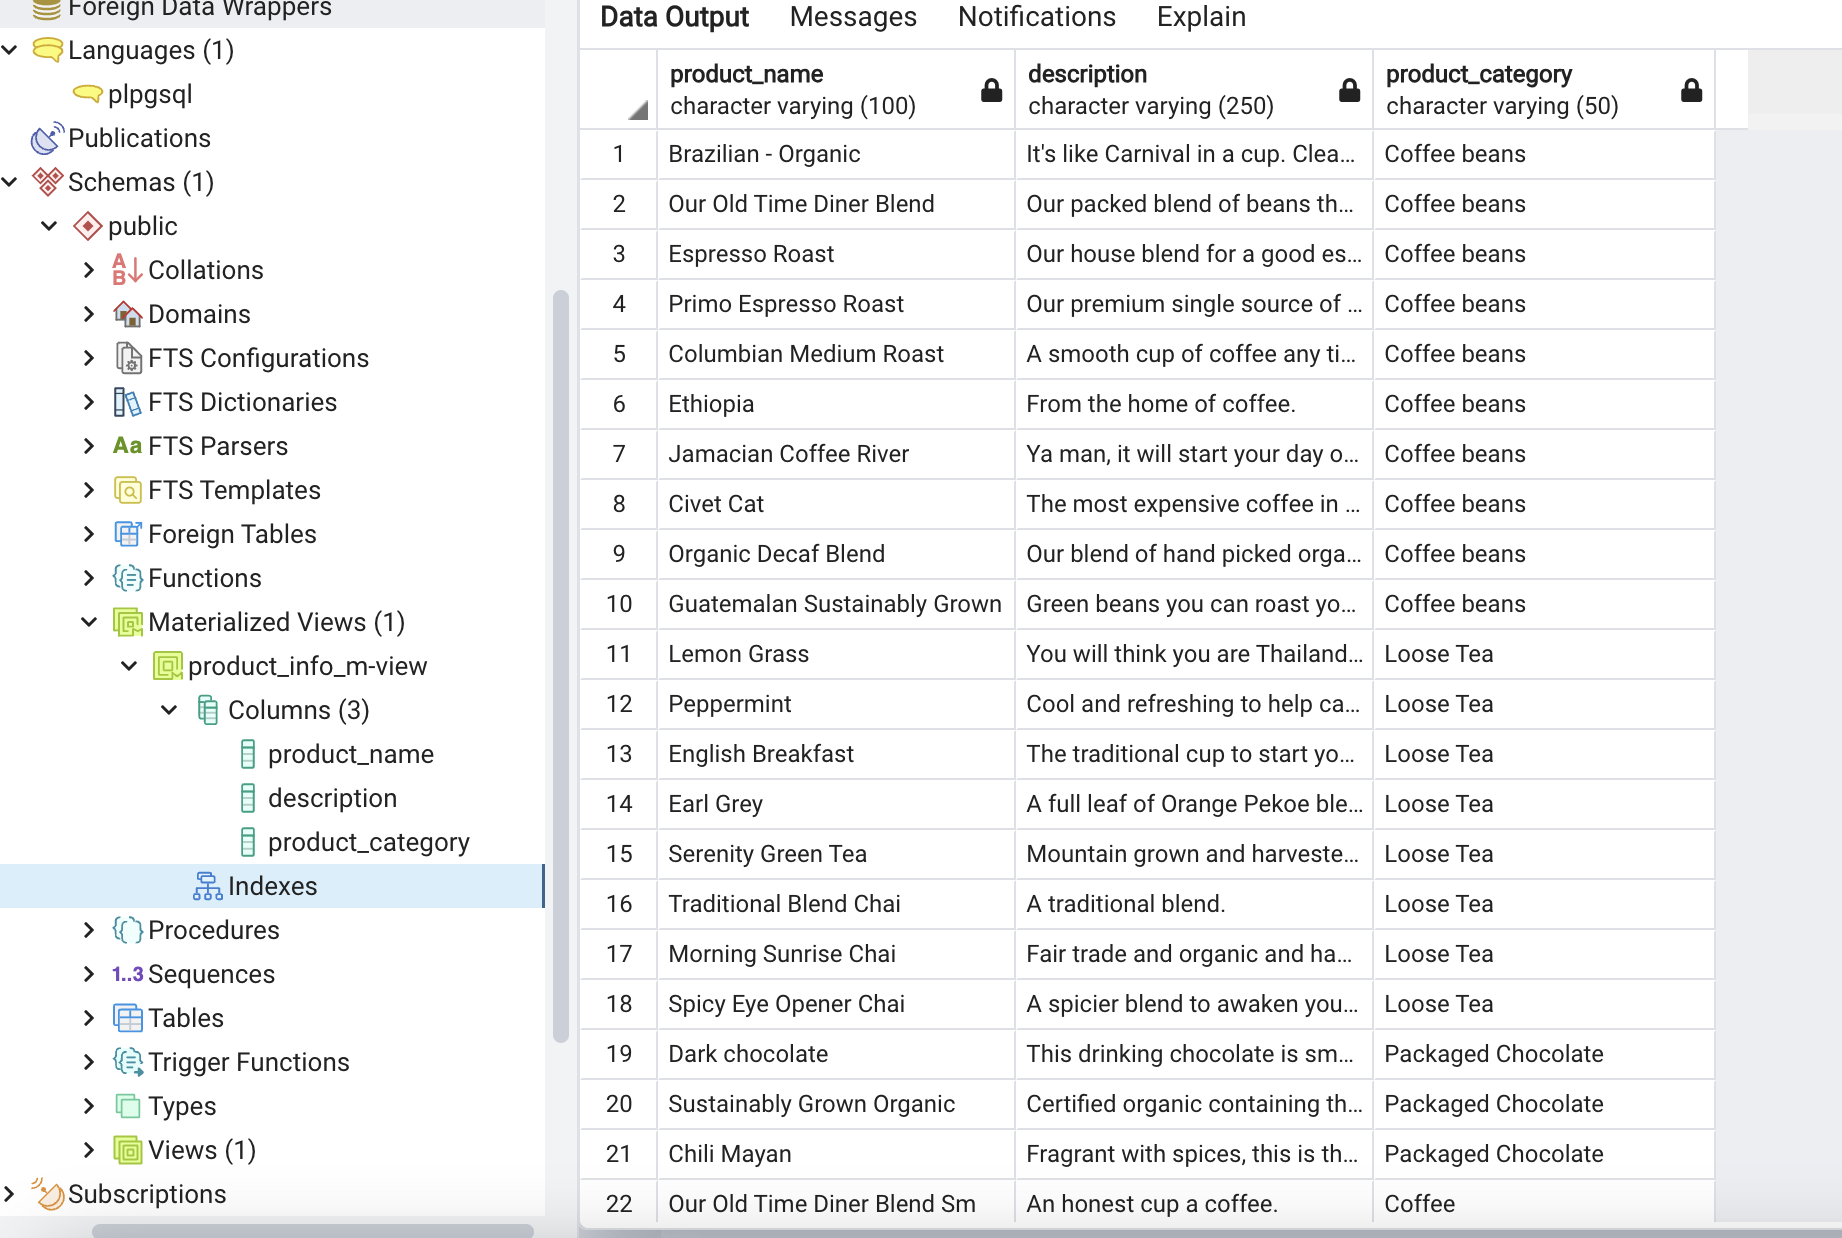 Foreign Data Wrappers
Languages (1)
plpgsql
Publications
Schemas (1)
public
Collations
Domains
FTS Configurations
FTS Dictionaries
Aa FTS Parsers
FTS Templates
Foreign Tables
Functions
Materialized Views (1)
product_info_m-view
Columns (3)
product_name
description
product_category
Indexes
Procedures
1..3 Sequences
Tables
Trigger Functions
Types
Views (1)
Subscriptions
Data Output Messages Notifications Explain
product_name description product_category
character varying (100) character varying (250) character varying (50)
1 Brazilian - Organic It's like Carnival in a cup. Clea... Coffee beans
2 Our Old Time Diner Blend Our packed blend of beans th... Coffee beans
3 Espresso Roast Our house blend for a good es... Coffee beans
4 Primo Espresso Roast Our premium single source of ... Coffee beans
5 Columbian Medium Roast A smooth cup of coffee any ti... Coffee beans
6 Ethiopia From the home of coffee. Coffee beans
7 Jamacian Coffee River Ya man, it will start your day o... Coffee beans
8 Civet Cat The most expensive coffee in ... Coffee beans
9 Organic Decaf Blend Our blend of hand picked orga... Coffee beans
10 Guatemalan Sustainably Grown Green beans you can roast yo... Coffee beans
11 Lemon Grass You will think you are Thailand... Loose Tea
12 Peppermint Cool and refreshing to help ca... Loose Tea
13 English Breakfast The traditional cup to start yo... Loose Tea
14 Earl Grey A full leaf of Orange Pekoe ble... Loose Tea
15 Serenity Green Tea Mountain grown and harveste... Loose Tea
16 Traditional Blend Chai A traditional blend. Loose Tea
17 Morning Sunrise Chai Fair trade and organic and ha... Loose Tea
18 Spicy Eye Opener Chai A spicier blend to awaken you... Loose Tea
19 Dark chocolate This drinking chocolate is sm... Packaged Chocolate
20 Sustainably Grown Organic Certified organic containing th... Packaged Chocolate
21 Chili Mayan Fragrant with spices, this is th... Packaged Chocolate
22 Our Old Time Diner Blend Sm An honest cup a coffee. Coffee